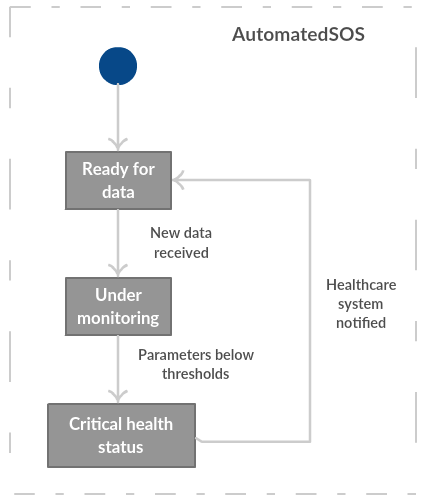 AutomatedSOS
Ready for
data
New data
received
Under
monitoring
Healthcare
system
notified
Parameters below
thresholds
Critical health
status